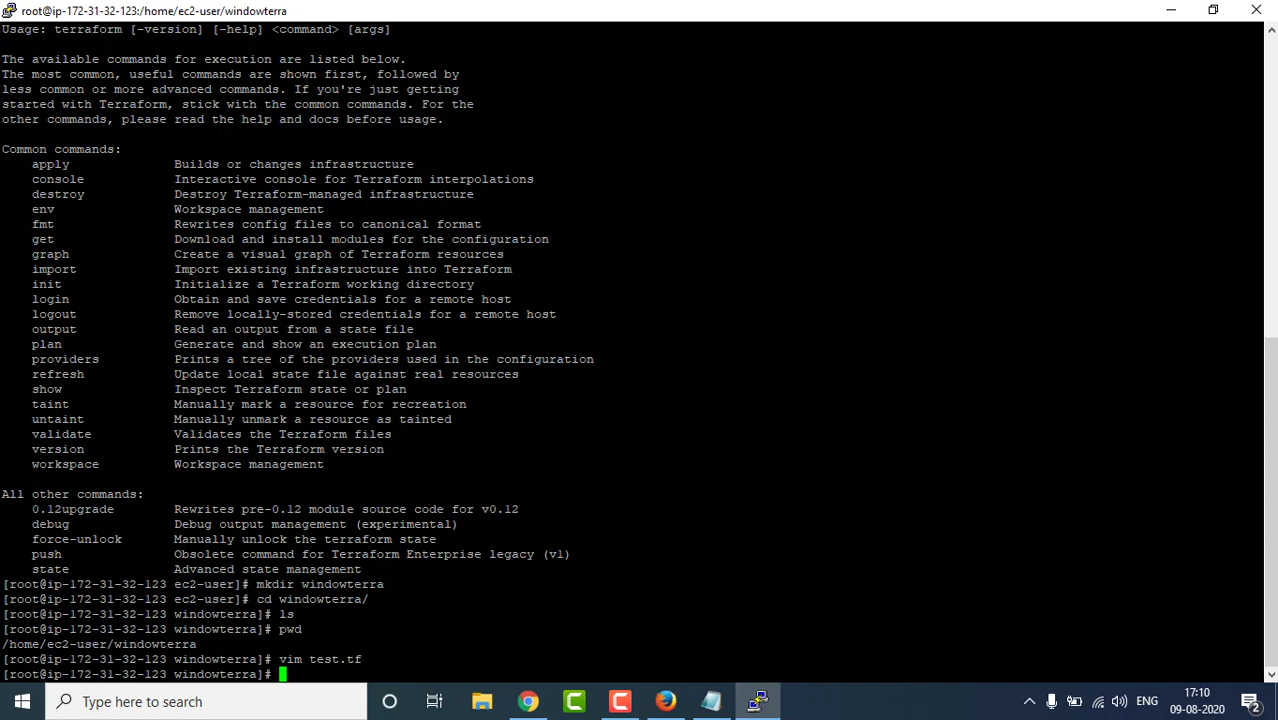 root@ip-172-31-32-123:/home/ec2-user/windowterra
Usage: terraform [-version] [-help] <command> [args]
The available commands for execution are listed below.
The most common, useful commands are shown first, followed by
less common or more advanced commands. If you're just getting
started with Terraform, stick with the common commands. For the
other commands, please read the help and docs before usage.
Common commands:
apply Builds or changes infrastructure
console Interactive console for Terraform interpolations
destroy Destroy Terraform-managed infrastructure
env Workspace management
fmt Rewrites config files to canonical format
get Download and install modules for the configuration
graph Create a visual graph of Terraform resources
import Import existing infrastructure into Terraform
init Initialize a Terraform working directory
login Obtain and save credentials for a remote host
logout Remove locally-stored credentials for a remote host
output Read an output from a state file
plan Generate and show an execution plan
providers Prints a tree of the providers used in the configuration
refresh Update local state file against real resources
show Inspect Terraform state or plan
taint Manually mark a resource for recreation
untaint Manually unmark a resource as tainted
validate Validates the Terraform files
version Prints the Terraform version
workspace Workspace management
All other commands:
0.12upgrade Rewrites pre-0.12 module source code for v0.12
debug Debug output management (experimental)
force-unlock Manually unlock the terraform state
push Obsolete command for Terraform Enterprise legacy (v1)
state Advanced state management
[root@ip-172-31-32-123 ec2-user]# mkdir windowterra
[root@ip-172-31-32-123 ec2-user]# cd windowterra/
[root@ip-172-31-32-123 windowterra]# ls
[root@ip-172-31-32-123 windowterra]# pwd
/home/ec2-user/windowterra
[root@ip-172-31-32-123 windowterra]# vim test.tf
[root@ip-172-31-32-123 windowterra]#
Type here to search
ENG
17:10
09-08-2020
2